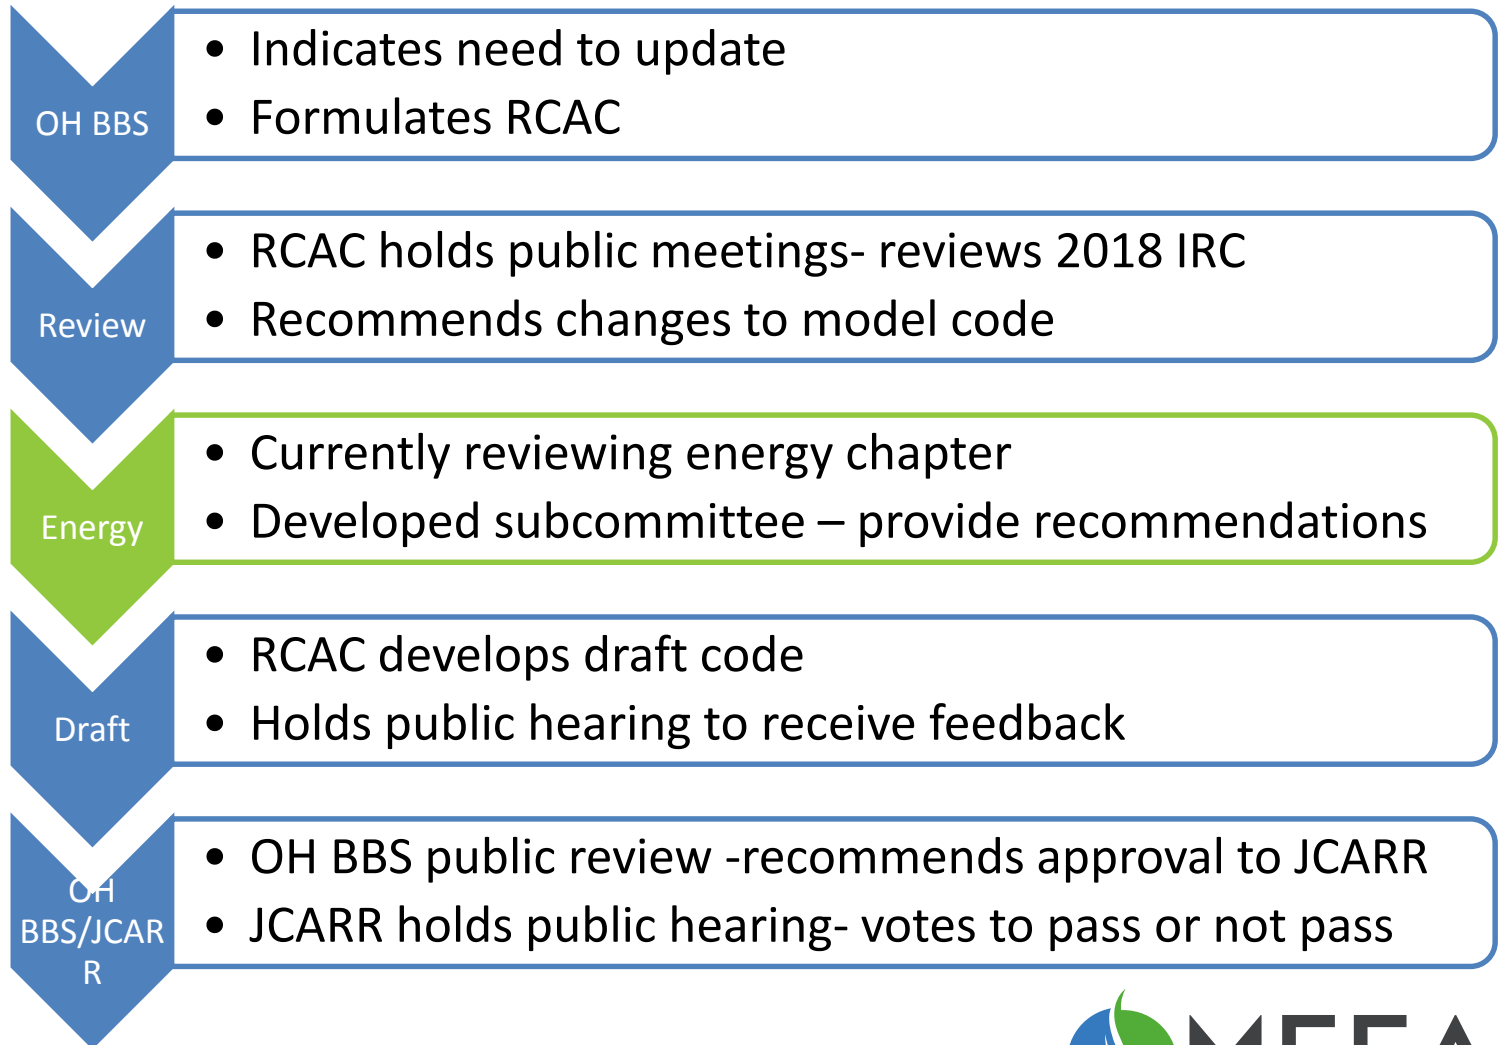 OH BBS
• Indicates need to update
• Formulates RCAC
Review
• RCAC holds public meetings- reviews 2018 IRC
• Recommends changes to model code
Energy
• Currently reviewing energy chapter
• Developed subcommittee – provide recommendations
Draft
• RCAC develops draft code
• Holds public hearing to receive feedback
OH
BBS/JCAR
R
• OH BBS public review -recommends approval to JCARR
• JCARR holds public hearing- votes to pass or not pass
MEEA